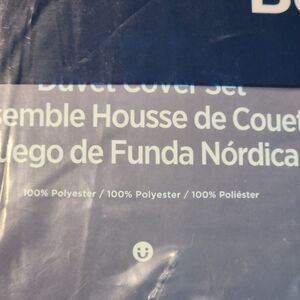 Duvet Cover Set
semble Housse de Couet
uego de Funda Nórdica
100% Polyester / 100% Polyester / 100% Poliéster